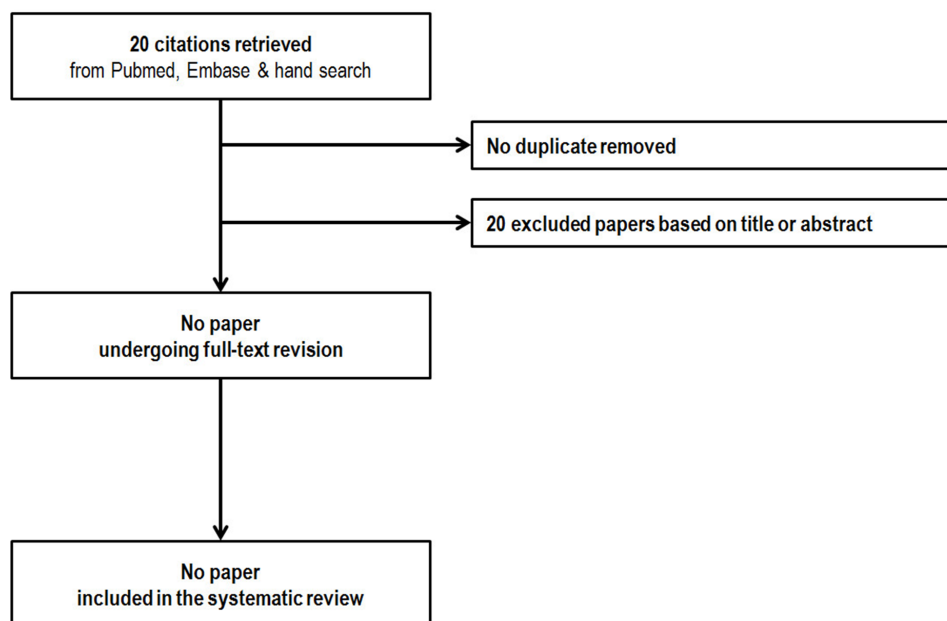 20 citations retrieved
from Pubmed, Embase & hand search
No duplicate removed
20 excluded papers based on title or abstract
No paper
undergoing full-text revision
No paper
included in the systematic review